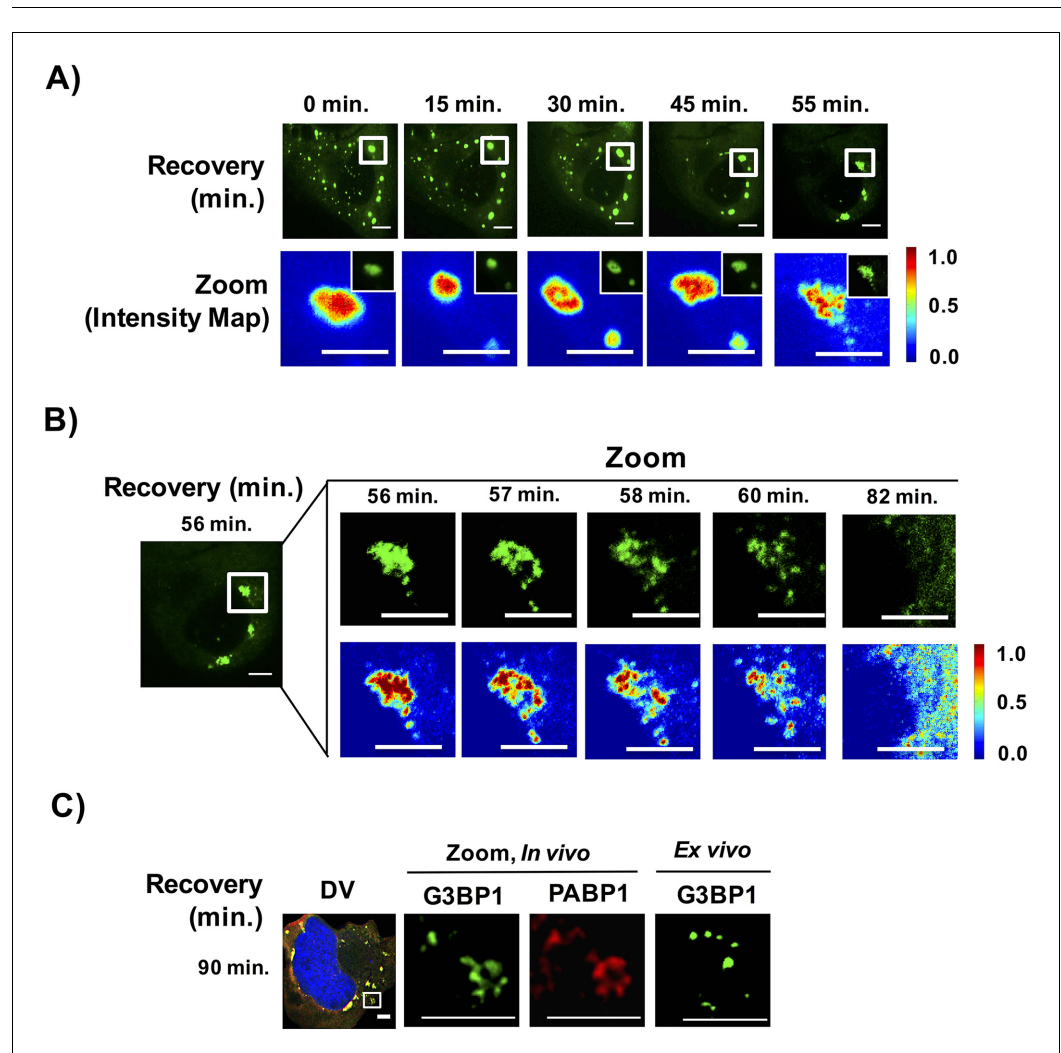 A)
0 min. 15 min. 30 min. 45 min. 55 min.
Recovery
(min.)
Zoom
(Intensity Map)
1.0
0.5
0.0
B)
Zoom
Recovery (min.)
56 min. 57 min. 58 min. 60 min. 82 min.
56 min.
1.0
0.5
0.0
C)
Zoom, In vivo Ex vivo
Recovery
(min.)
DV G3BP1 PABP1 G3BP1
90 min.